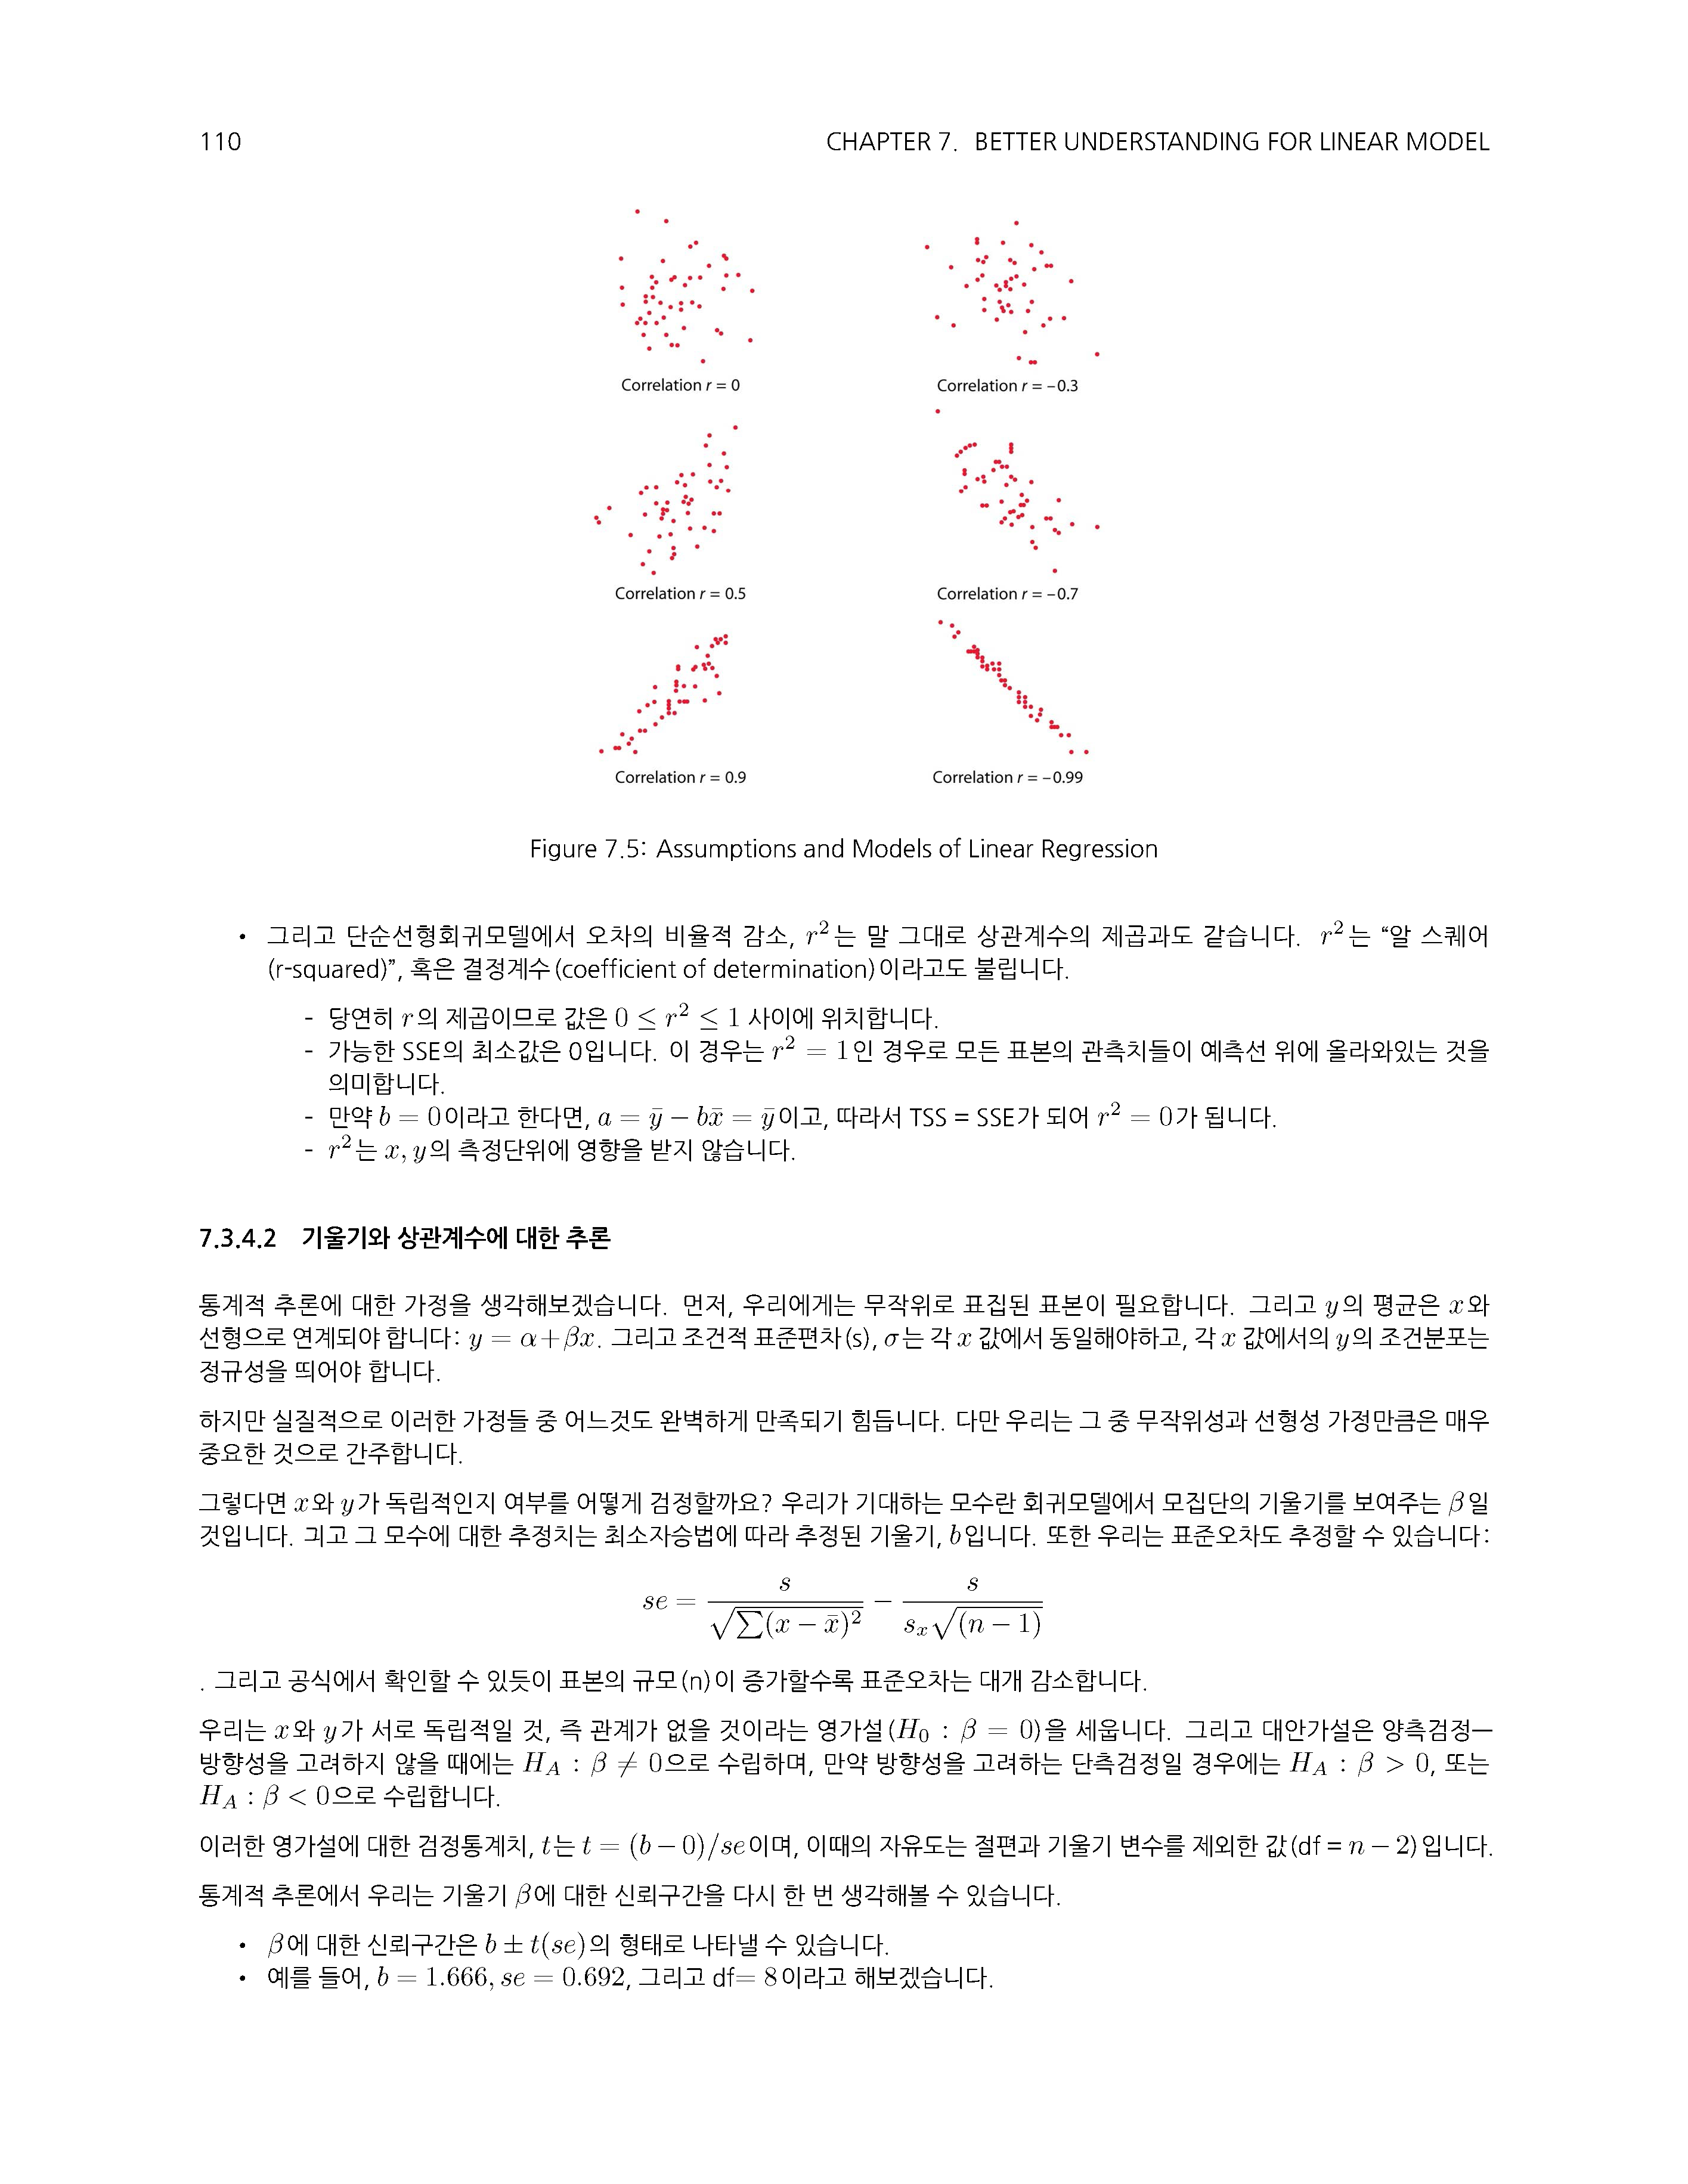 110 CHAPTER 7. BETTER UNDERSTANDING FOR LINEAR MODEL
Correlation r = 0 Correlation r = −0.3
Correlation r = 0.5 Correlation r = −0.7
Correlation r = 0.9 Correlation r = −0.99
Figure 7.5: Assumptions and Models of Linear Regression
• 그리고 단순선형회귀모델에서 오차의 비율적 감소, r²는 말 그대로 상관계수의 제곱과도 같습니다. r²는 “알 스퀘어
(r-squared)”, 혹은 결정계수(coefficient of determination)이라고도 불립니다.
- 당연히 r의 제곱이므로 값은 0 ≤ r² ≤ 1 사이에 위치합니다.
- 가능한 SSE의 최소값은 0입니다. 이 경우는 r² = 1인 경우로 모든 표본의 관측치들이 예측선 위에 올라와있는 것을
의미합니다.
- 만약 b = 0이라고 한다면, a = ȳ − bx̄ = ȳ이고, 따라서 TSS = SSE가 되어 r² = 0가 됩니다.
- r²는 x, y의 측정단위에 영향을 받지 않습니다.
7.3.4.2 기울기와 상관계수에 대한 추론
통계적 추론에 대한 가정을 생각해보겠습니다. 먼저, 우리에게는 무작위로 표집된 표본이 필요합니다. 그리고 y의 평균은 x와
선형으로 연계되야 합니다: y = α+βx. 그리고 조건적 표준편차(s), σ는 각 x 값에서 동일해야하고, 각 x 값에서의 y의 조건분포는
정규성을 띄어야 합니다.
하지만 실질적으로 이러한 가정들 중 어느것도 완벽하게 만족되기 힘듭니다. 다만 우리는 그 중 무작위성과 선형성 가정만큼은 매우
중요한 것으로 간주합니다.
그렇다면 x와 y가 독립적인지 여부를 어떻게 검정할까요? 우리가 기대하는 모수란 회귀모델에서 모집단의 기울기를 보여주는 β일
것입니다. 긔고 그 모수에 대한 추정치는 최소자승법에 따라 추정된 기울기, b입니다. 또한 우리는 표준오차도 추정할 수 있습니다:
se = s / √∑(x − x̄)² − s / sₓ√(n − 1)
. 그리고 공식에서 확인할 수 있듯이 표본의 규모(n)이 증가할수록 표준오차는 대개 감소합니다.
우리는 x와 y가 서로 독립적일 것, 즉 관계가 없을 것이라는 영가설(H₀ : β = 0)을 세웁니다. 그리고 대안가설은 양측검정—
방향성을 고려하지 않을 때에는 H_A : β ≠ 0으로 수립하며, 만약 방향성을 고려하는 단측검정일 경우에는 H_A : β > 0, 또는
H_A : β < 0으로 수립합니다.
이러한 영가설에 대한 검정통계치, t는 t = (b − 0)/se이며, 이때의 자유도는 절편과 기울기 변수를 제외한 값(df = n − 2)입니다.
통계적 추론에서 우리는 기울기 β에 대한 신뢰구간을 다시 한 번 생각해볼 수 있습니다.
• β에 대한 신뢰구간은 b ± t(se)의 형태로 나타낼 수 있습니다.
• 예를 들어, b = 1.666, se = 0.692, 그리고 df= 8이라고 해보겠습니다.